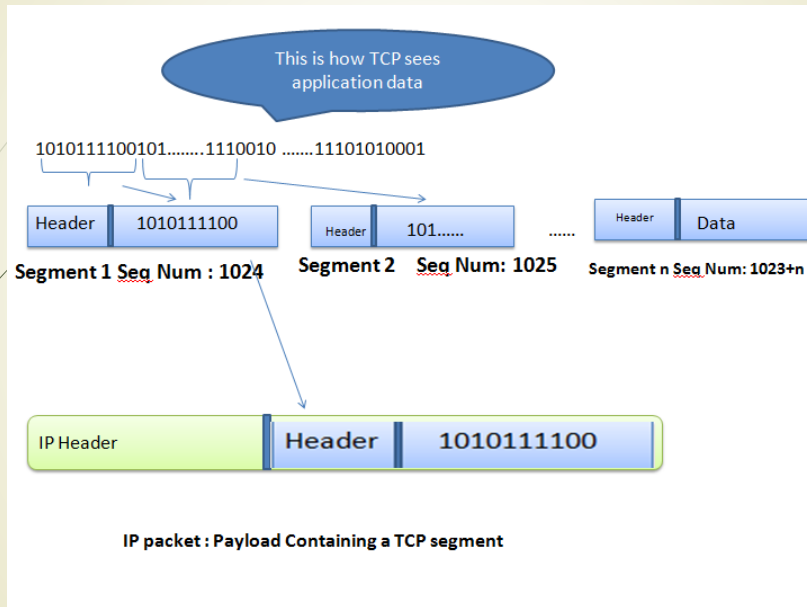 This is how TCP sees
application data
1010111100101.......1110010 .......11101010001
Header 1010111100
Header 101......
......
Header Data
Segment 1 Seq Num : 1024
Segment 2 Seq Num: 1025
Segment n Seq Num: 1023+n
IP Header Header 1010111100
IP packet : Payload Containing a TCP segment